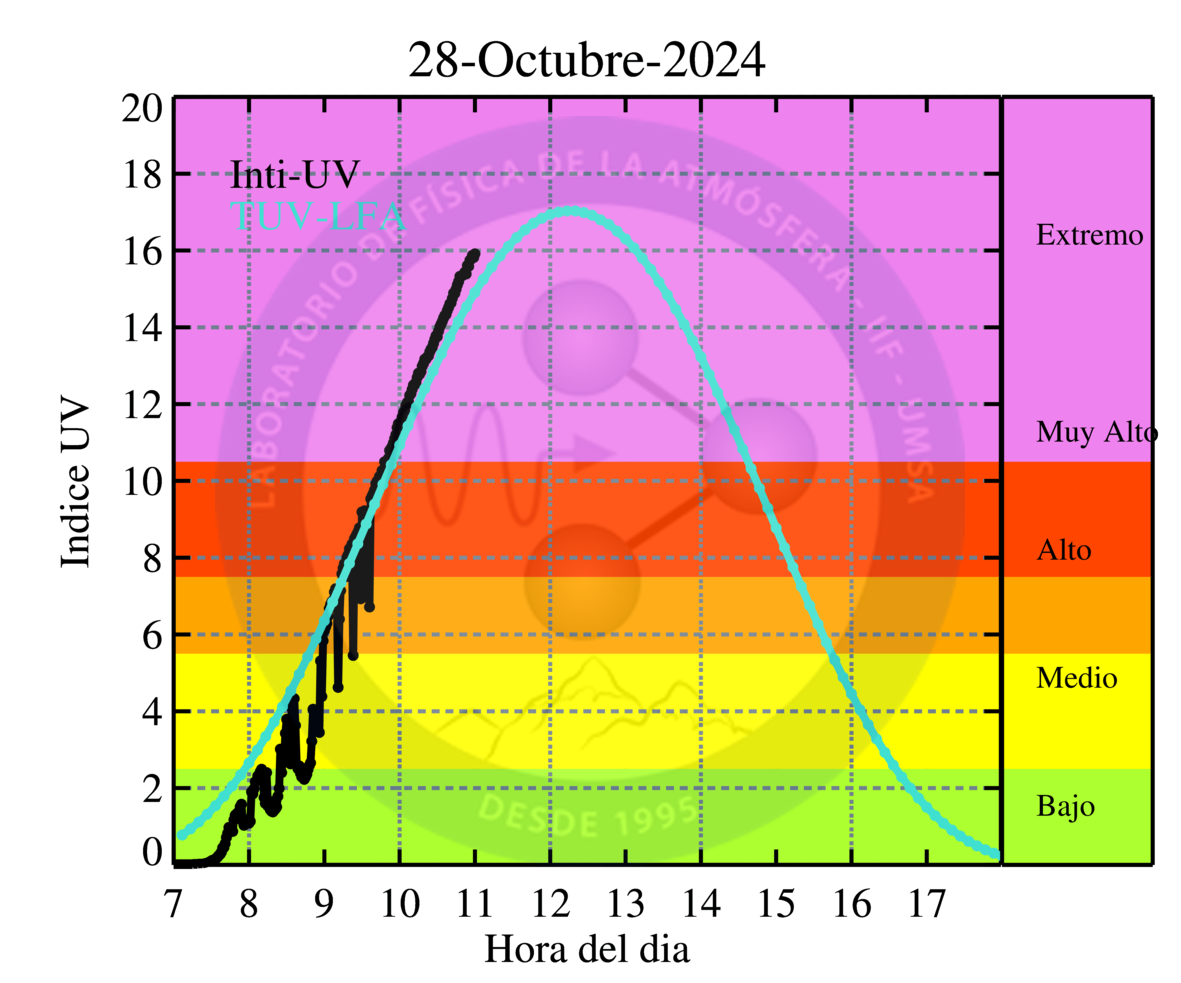 28-Octubre-2024
Inti-UV
TUV-LFA
LABORATORIO DE FÍSICA DE LA ATMÓSFERA - IIF - UMSA
DESDE 1995
Indice UV
20
18
16
14
12
10
8
6
4
2
0
Extremo
Muy Alto
Alto
Medio
Bajo
7 8 9 10 11 12 13 14 15 16 17
Hora del dia